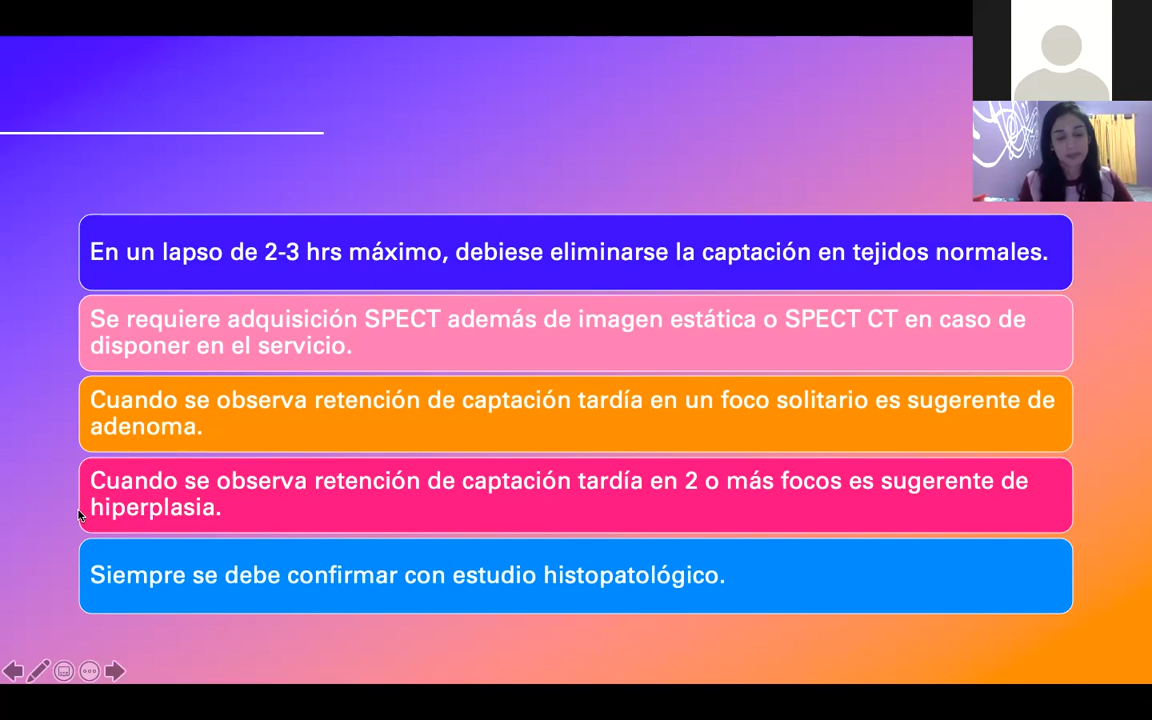 En un lapso de 2-3 hrs máximo, debiese eliminarse la captación en tejidos normales.
Se requiere adquisición SPECT además de imagen estática o SPECT CT en caso de
disponer en el servicio.
Cuando se observa retención de captación tardía en un foco solitario es sugerente de
adenoma.
Cuando se observa retención de captación tardía en 2 o más focos es sugerente de
hiperplasia.
Siempre se debe confirmar con estudio histopatológico.